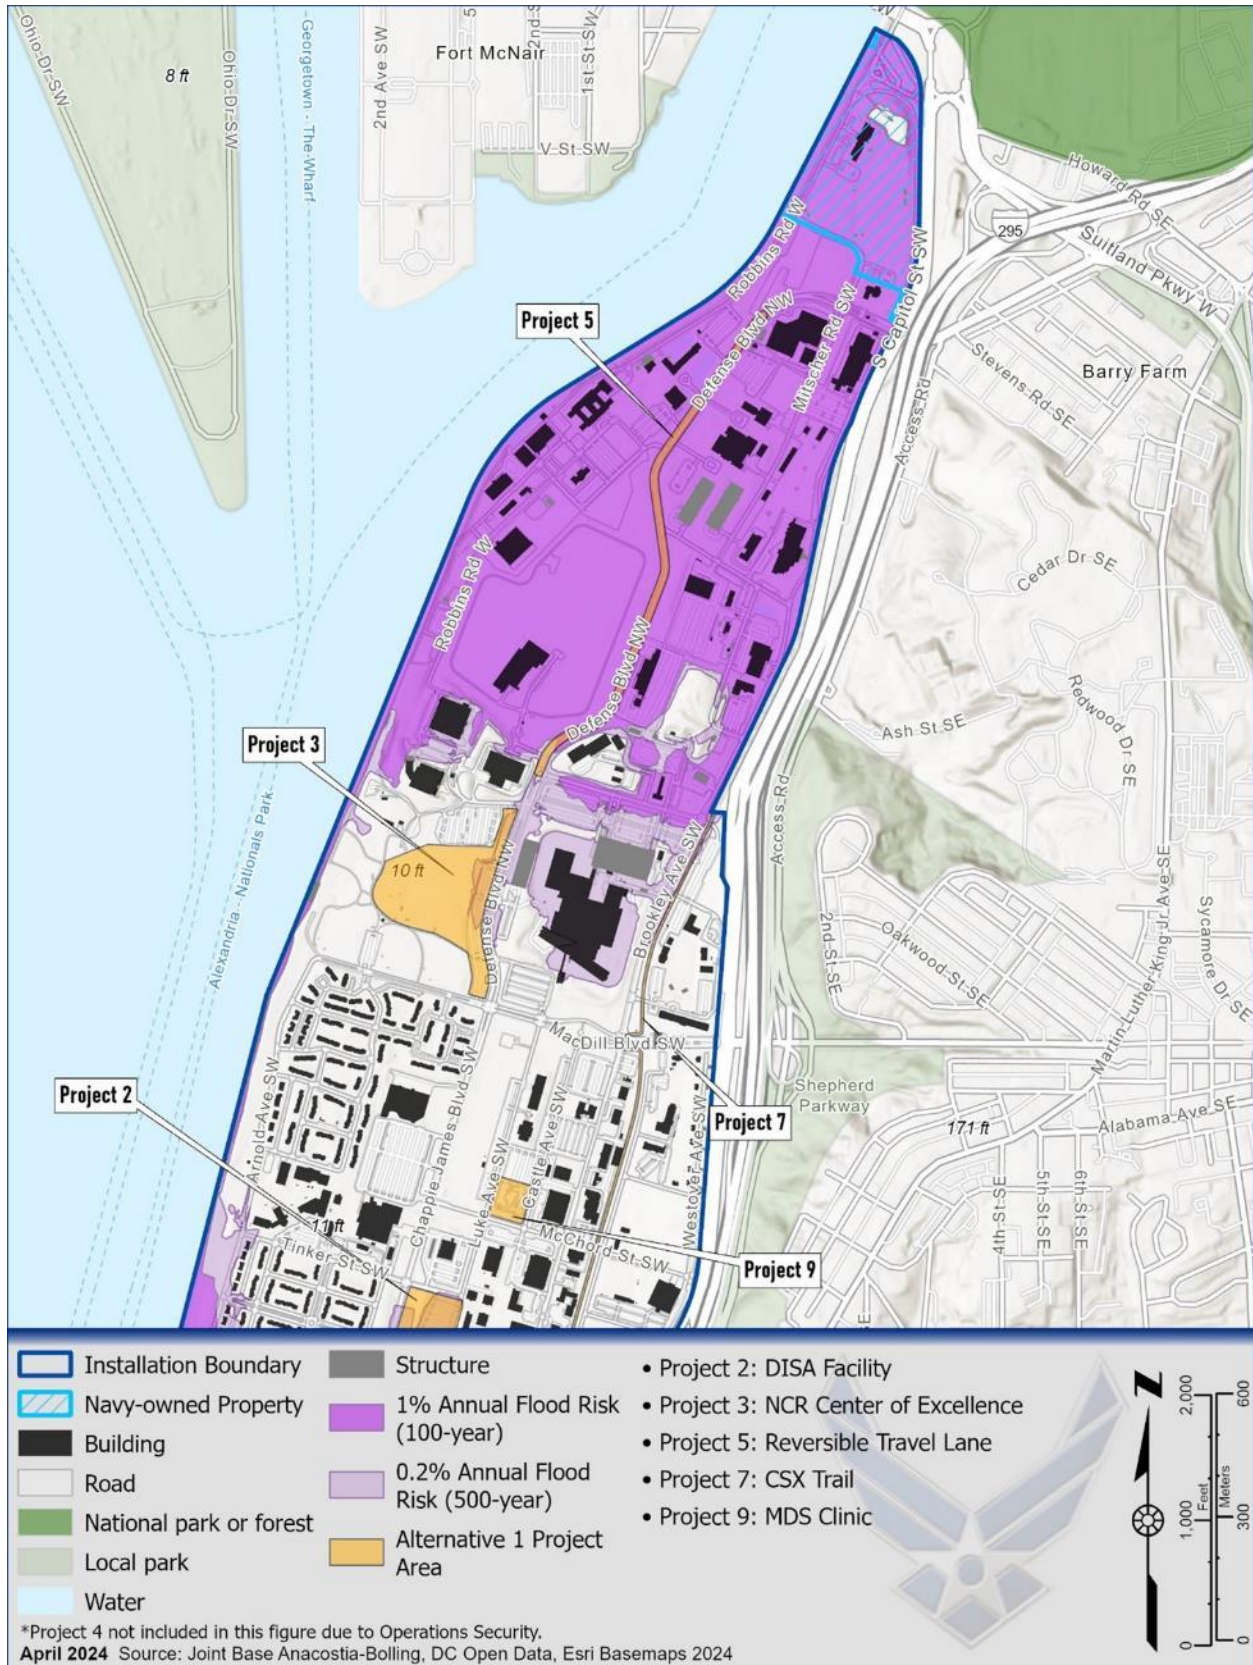 Ohio-Dr-SW
8 ft
Ohio-Dr-SW
Georgetown - The Wharf
2nd Ave SW
5
2nd S
1st St SW
Fort McNair
V St SW
W
Howard Rd SE
295
Suitland Pkwy W
Robbins Rd W
S Capitol St SW
Project 5
Defense Blvd NW
Mitscher Rd SW
Stevens Rd SE
Barry Farm
Access Rd
Cedar Dr SE
Robbins Rd W
Defense Blvd NW
Redwood Dr SE
Ash St SE
Project 3
Access Rd
Alexandria - Nationals Park
10 ft
Defense Blvd NW
Brookley Ave SW
2nd St SE
Oakwood St SE
Martin Luther King Jr Ave SE
Sycamore Dr SE
MacDill Blvd SW
Project 2
Arnold Ave SW
Chappie James Blvd SW
Project 7
Shepherd
Parkway
171 ft
Alabama Ave SE
Luke Ave SW
Castle Ave SW
Westover Ave SW
4th St SE
5th St SE
6th St SE
11 ft
Tinker St SW
McChord St SW
Project 9
SE
Installation Boundary
Navy-owned Property
Building
Road
National park or forest
Local park
Water
Structure
1% Annual Flood Risk
(100-year)
0.2% Annual Flood
Risk (500-year)
Alternative 1 Project
Area
• Project 2: DISA Facility
• Project 3: NCR Center of Excellence
• Project 5: Reversible Travel Lane
• Project 7: CSX Trail
• Project 9: MDS Clinic
N
2,000
600
Feet
Meters
1,000
300
0
0
*Project 4 not included in this figure due to Operations Security.
April 2024 Source: Joint Base Anacostia-Bolling, DC Open Data, Esri Basemaps 2024